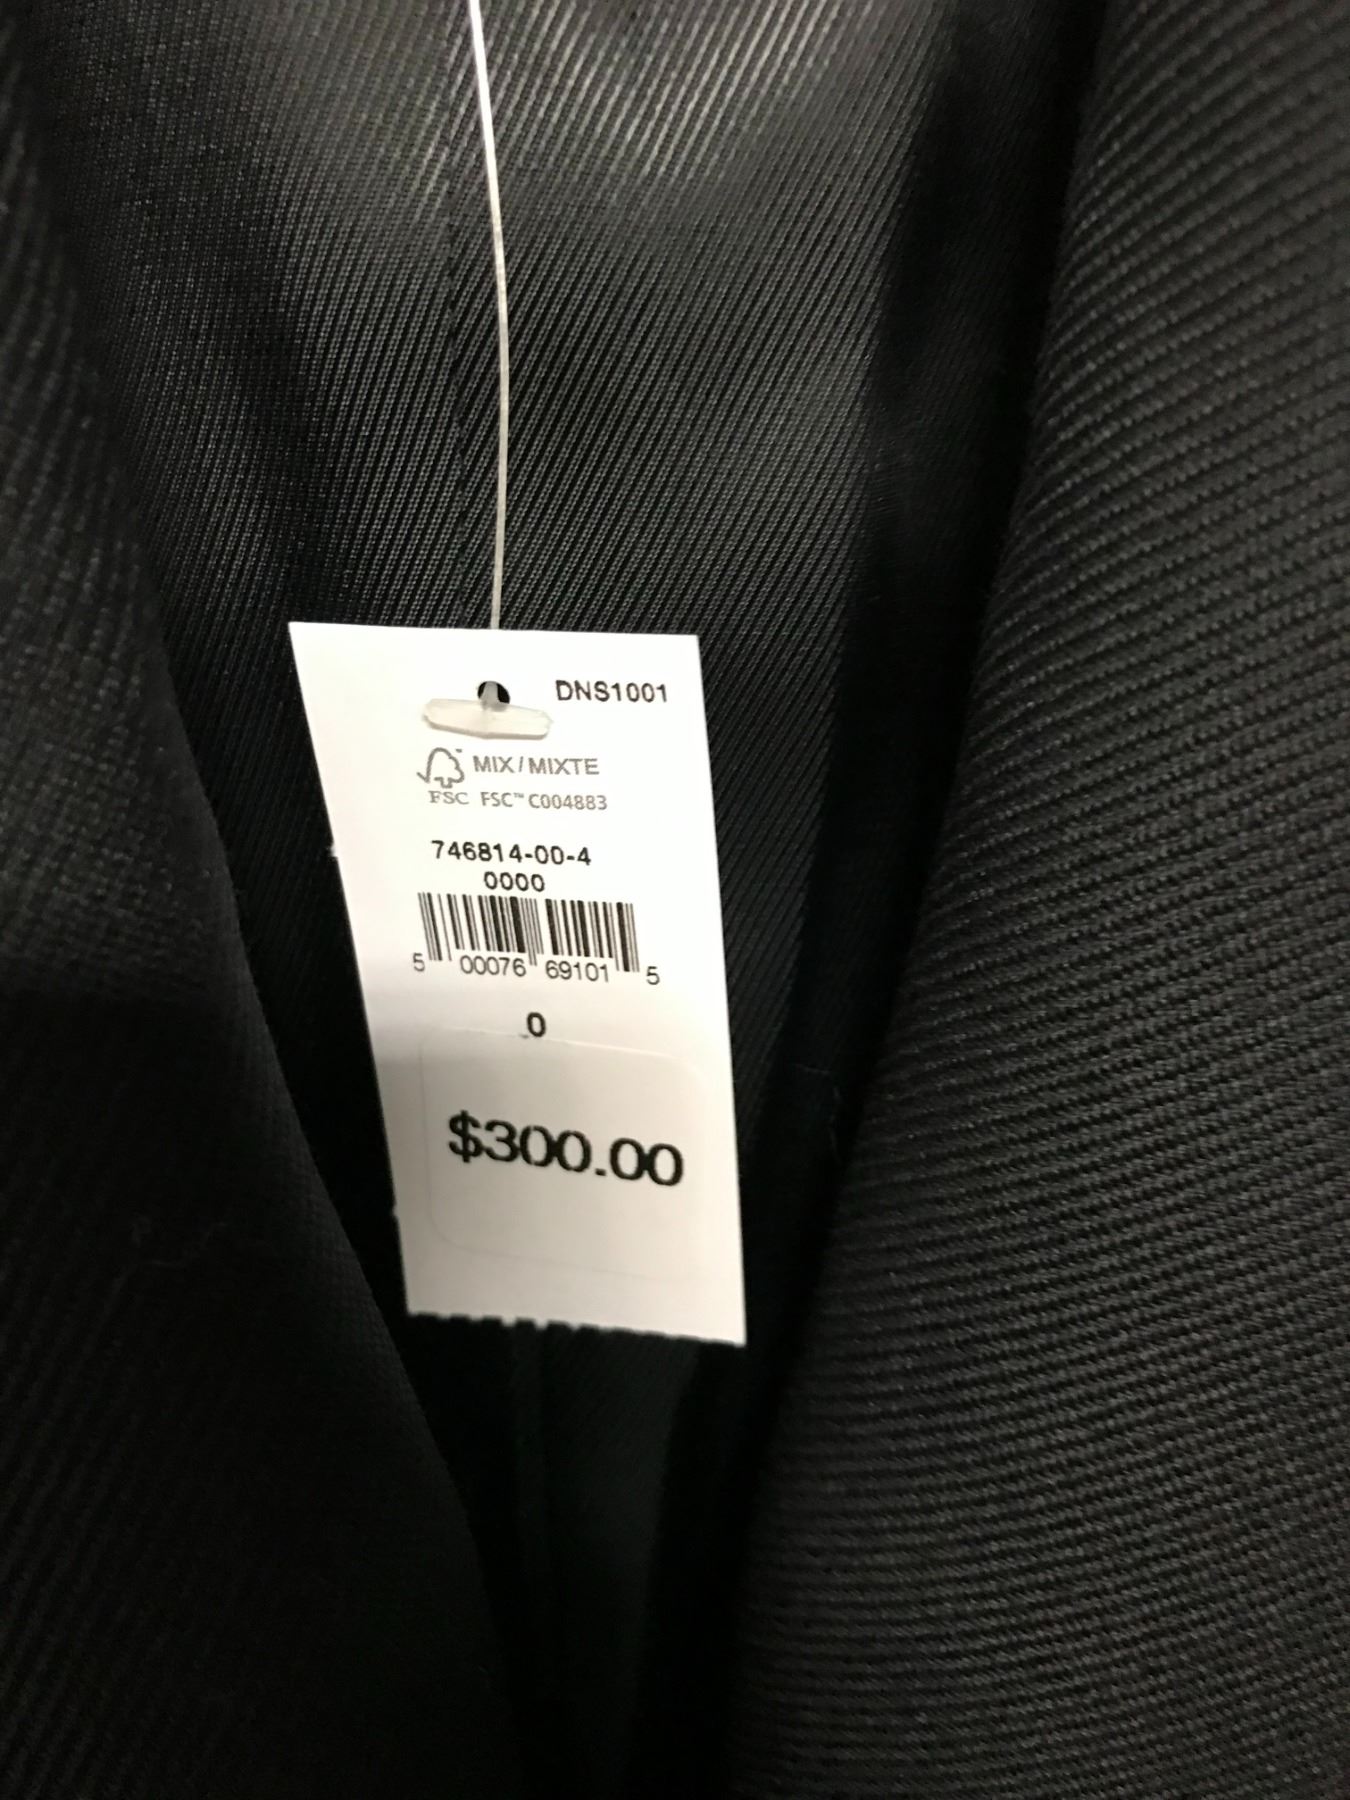 DNS1001
MIX/MIXTE
FSC FSC™ C004883
746814-00-4
0000
5 00076 69101 5
0
$300.00